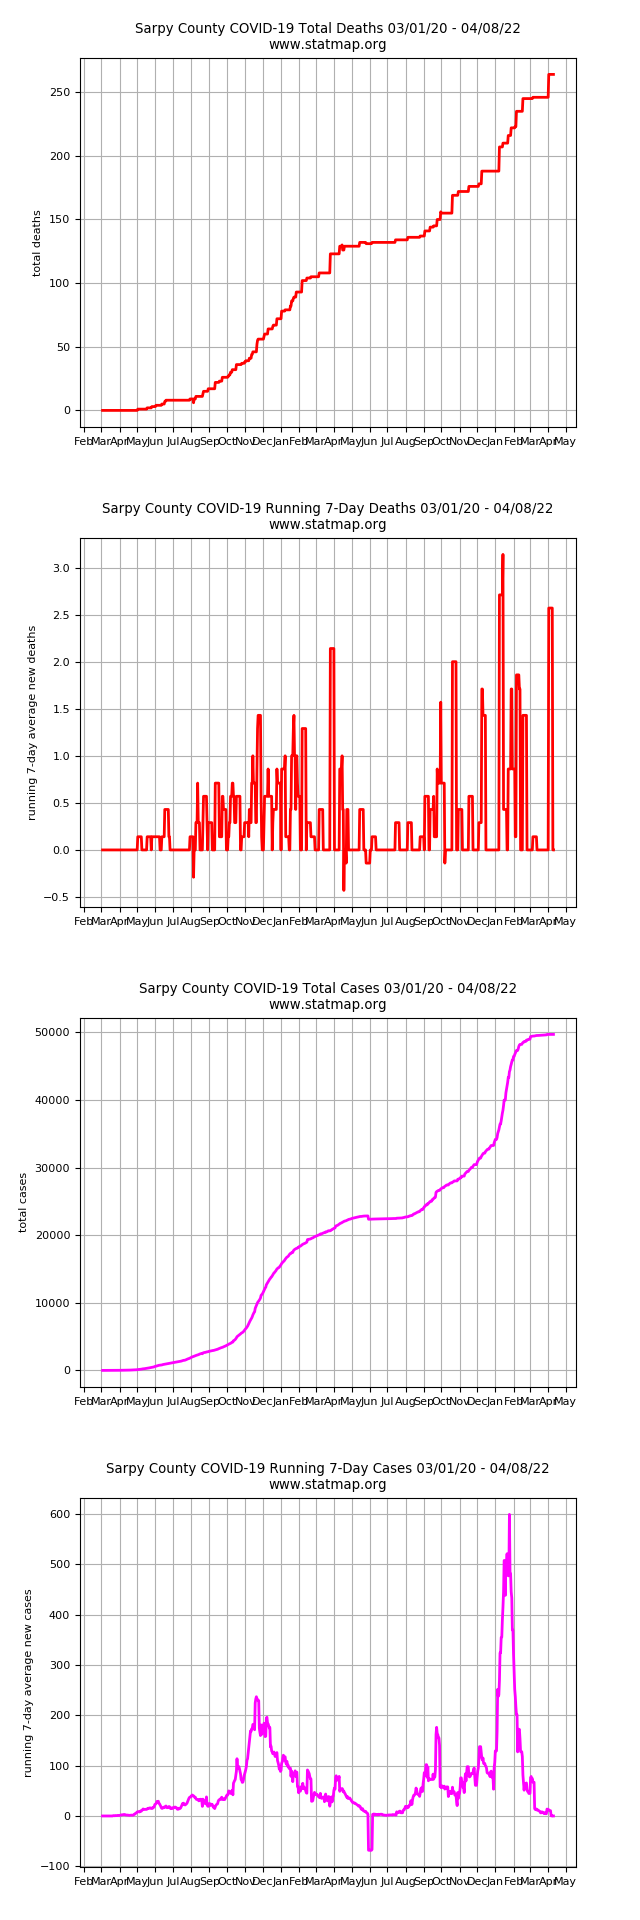 Sarpy County COVID-19 Total Deaths 03/01/20 - 04/08/22
www.statmap.org
250
200
150
100
50
0
total deaths
Feb Mar Apr May Jun Jul Aug Sep Oct Nov Dec Jan Feb Mar Apr May Jun Jul Aug Sep Oct Nov Dec Jan Feb Mar Apr May
Sarpy County COVID-19 Running 7-Day Deaths 03/01/20 - 04/08/22
www.statmap.org
3.0
2.5
2.0
1.5
1.0
0.5
0.0
−0.5
running 7-day average new deaths
Feb Mar Apr May Jun Jul Aug Sep Oct Nov Dec Jan Feb Mar Apr May Jun Jul Aug Sep Oct Nov Dec Jan Feb Mar Apr May
Sarpy County COVID-19 Total Cases 03/01/20 - 04/08/22
www.statmap.org
50000
40000
30000
20000
10000
0
total cases
Feb Mar Apr May Jun Jul Aug Sep Oct Nov Dec Jan Feb Mar Apr May Jun Jul Aug Sep Oct Nov Dec Jan Feb Mar Apr May
Sarpy County COVID-19 Running 7-Day Cases 03/01/20 - 04/08/22
www.statmap.org
600
500
400
300
200
100
0
−100
running 7-day average new cases
Feb Mar Apr May Jun Jul Aug Sep Oct Nov Dec Jan Feb Mar Apr May Jun Jul Aug Sep Oct Nov Dec Jan Feb Mar Apr May